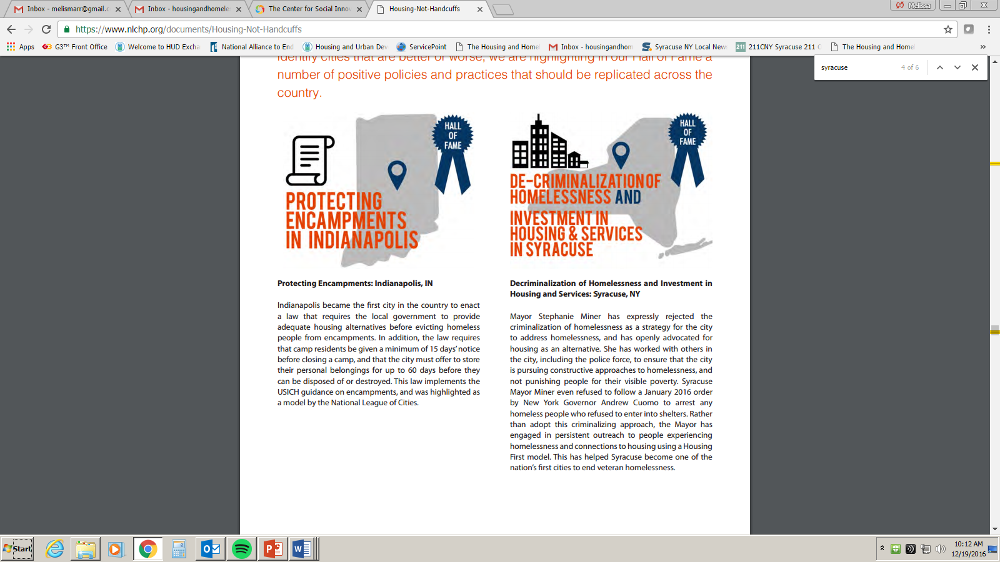 Inbox - melismarr@gmail.c
Inbox - housingandhomele
The Center for Social Innov
Housing-Not-Handcuffs
Melissa
https://www.nlchp.org/documents/Housing-Not-Handcuffs
Apps
G3™ Front Office
Welcome to HUD Excha
National Alliance to End
Housing and Urban Dev
ServicePoint
The Housing and Homel
Inbox - housingandhom
Syracuse NY Local News
211
211CNY Syracuse 211 C
The Housing and Homel
»
syracuse
4 of 6
identify cities that are better or worse, we are highlighting in our Hall of Fame a
number of positive policies and practices that should be replicated across the
country.
HALL
OF
FAME
PROTECTING
ENCAMPMENTS
IN INDIANAPOLIS
HALL
OF
FAME
DE-CRIMINALIZATION OF
HOMELESSNESS AND
INVESTMENT IN
HOUSING & SERVICES
IN SYRACUSE
Protecting Encampments: Indianapolis, IN
Indianapolis became the first city in the country to enact
a law that requires the local government to provide
adequate housing alternatives before evicting homeless
people from encampments. In addition, the law requires
that camp residents be given a minimum of 15 days' notice
before closing a camp, and that the city must offer to store
their personal belongings for up to 60 days before they
can be disposed of or destroyed. This law implements the
USICH guidance on encampments, and was highlighted as
a model by the National League of Cities.
Decriminalization of Homelessness and Investment in
Housing and Services: Syracuse, NY
Mayor Stephanie Miner has expressly rejected the
criminalization of homelessness as a strategy for the city
to address homelessness, and has openly advocated for
housing as an alternative. She has worked with others in
the city, including the police force, to ensure that the city
is pursuing constructive approaches to homelessness, and
not punishing people for their visible poverty. Syracuse
Mayor Miner even refused to follow a January 2016 order
by New York Governor Andrew Cuomo to arrest any
homeless people who refused to enter into shelters. Rather
than adopt this criminalizing approach, the Mayor has
engaged in persistent outreach to people experiencing
homelessness and connections to housing using a Housing
First model. This has helped Syracuse become one of the
nation's first cities to end veteran homelessness.
Start
10:12 AM
12/19/2016